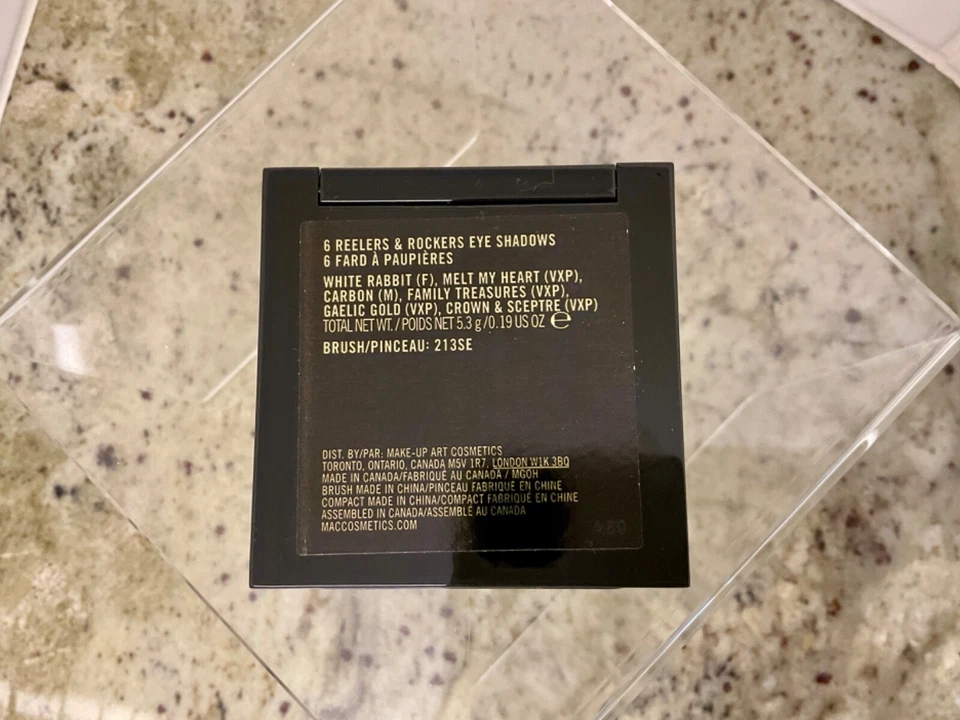 6 REELERS & ROCKERS EYE SHADOWS
6 FARD À PAUPIÈRES
WHITE RABBIT (F), MELT MY HEART (VXP),
CARBON (M), FAMILY TREASURES (VXP),
GAELIC GOLD (VXP), CROWN & SCEPTRE (VXP)
TOTAL NET WT. / POIDS NET 5.3 g /0.19 US OZ ℮
BRUSH/PINCEAU: 213SE
DIST. BY/PAR: MAKE-UP ART COSMETICS
TORONTO, ONTARIO, CANADA M5V 1R7, LONDON W1K 3BQ
MADE IN CANADA/FABRIQUÉ AU CANADA / MGOH
BRUSH MADE IN CHINA/PINCEAU FABRIQUÉ EN CHINE
COMPACT MADE IN CHINA/COMPACT FABRIQUÉ EN CHINE
ASSEMBLED IN CANADA/ASSEMBLÉ AU CANADA
MACCOSMETICS.COM